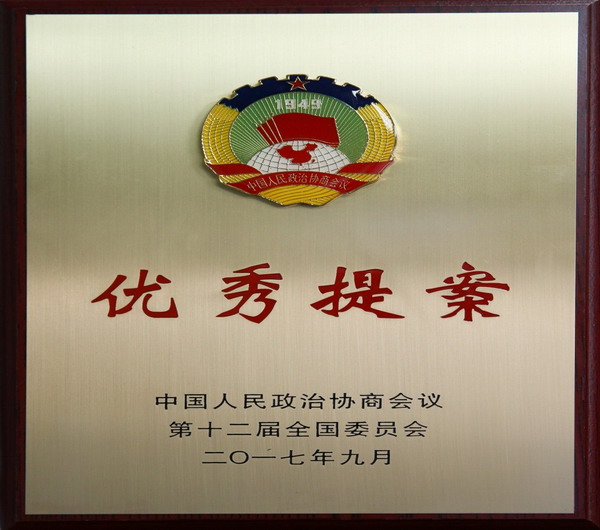 1949
中国人民政治协商会议
优秀提案
中国人民政治协商会议
第十二届全国委员会
二〇一七年九月